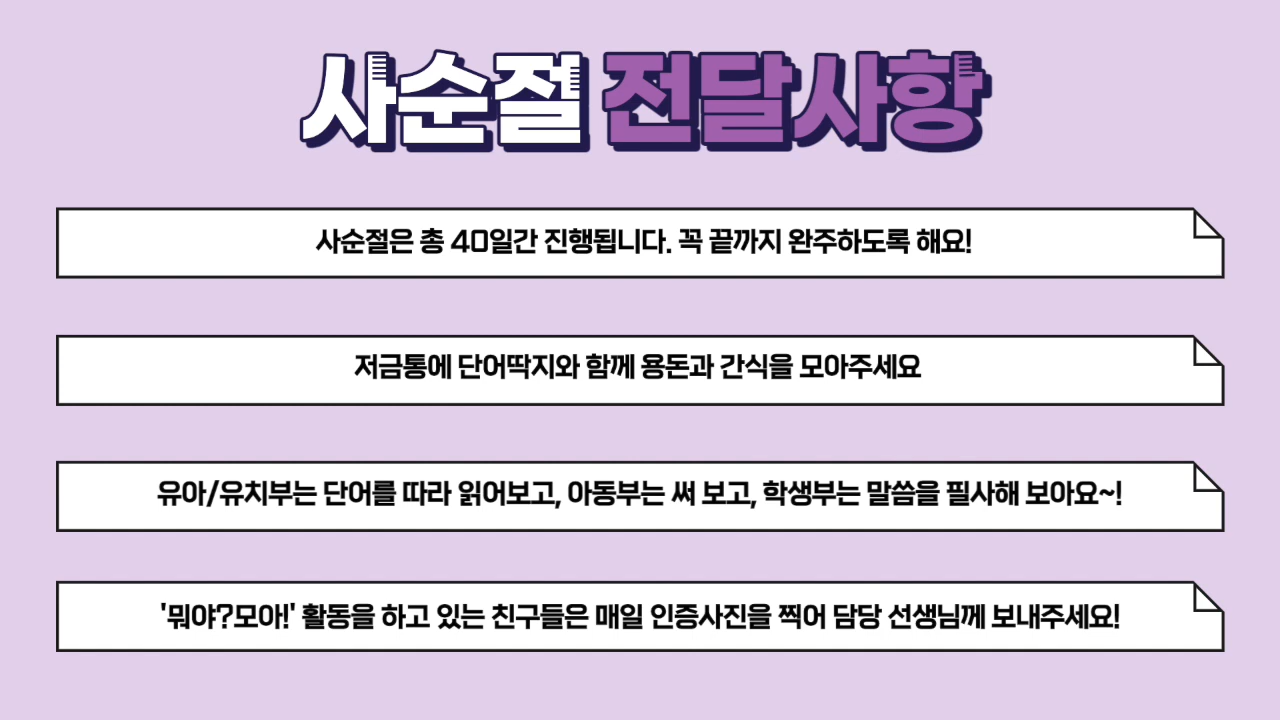 사순절 전달사항
사순절은 총 40일간 진행됩니다. 꼭 끝까지 완주하도록 해요!
저금통에 단어딱지와 함께 용돈과 간식을 모아주세요
유아/유치부는 단어를 따라 읽어보고, 아동부는 써 보고, 학생부는 말씀을 필사해 보아요~!
'뭐야?모아!' 활동을 하고 있는 친구들은 매일 인증사진을 찍어 담당 선생님께 보내주세요!